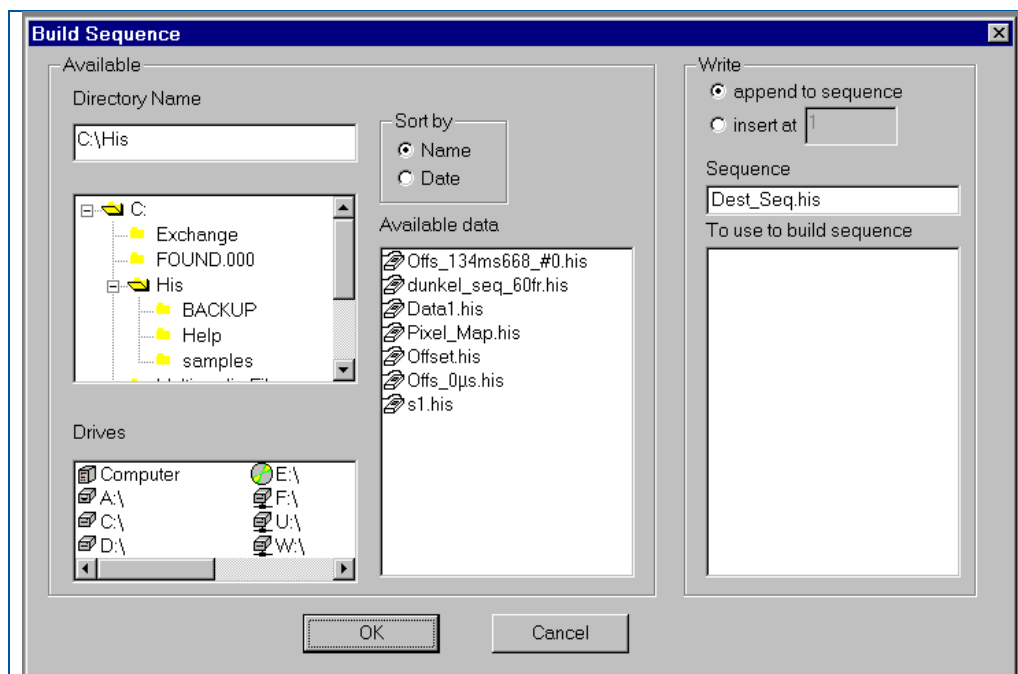 Build Sequence
Available
Directory Name
C:\His
C:
Exchange
FOUND.000
His
BACKUP
Help
samples
Drives
Computer
A:\
C:\
D:\
E:\
F:\
U:\
W:\
Sort by
Name
Date
Available data
Offs_134ms668_#0.his
dunkel_seq_60fr.his
Data1.his
Pixel_Map.his
Offset.his
Offs_0µs.his
s1.his
Write
append to sequence
insert at 1
Sequence
Dest_Seq.his
To use to build sequence
OK
Cancel